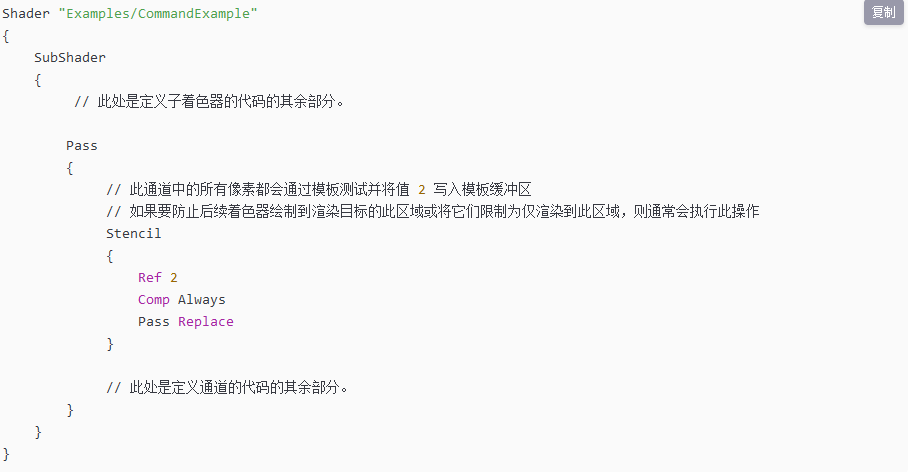 复制
Shader "Examples/CommandExample"
{
    SubShader
    {
         // 此处是定义子着色器的代码的其余部分。

        Pass
        {
             // 此通道中的所有像素都会通过模板测试并将值 2 写入模板缓冲区
             // 如果要防止后续着色器绘制到渲染目标的此区域或将它们限制为仅渲染到此区域，则通常会执行此操作
             Stencil
             {
                 Ref 2
                 Comp Always
                 Pass Replace
             }

             // 此处是定义通道的代码的其余部分。
        }
    }
}